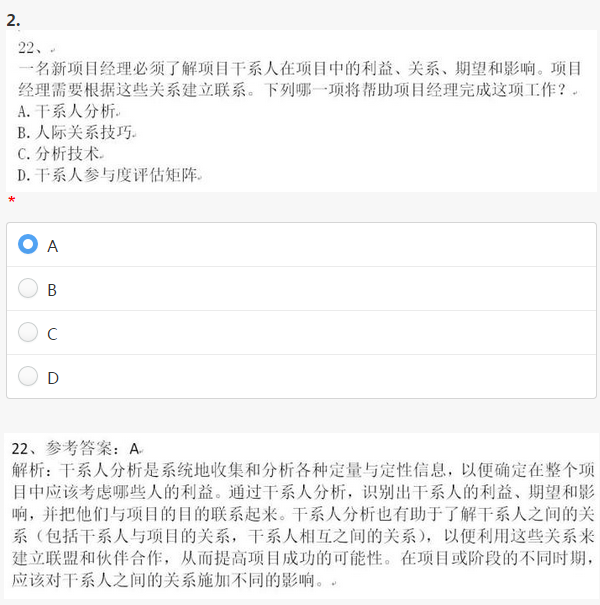 2.
22、
一名新项目经理必须了解项目干系人在项目中的利益、关系、期望和影响。项目
经理需要根据这些关系建立联系。下列哪一项将帮助项目经理完成这项工作？
A.干系人分析
B.人际关系技巧
C.分析技术
D.干系人参与度评估矩阵
*
A
B
C
D
22、参考答案：A
解析：干系人分析是系统地收集和分析各种定量与定性信息，以便确定在整个项
目中应该考虑哪些人的利益。通过干系人分析，识别出干系人的利益、期望和影
响，并把他们与项目的目的联系起来。干系人分析也有助于了解干系人之间的关
系（包括干系人与项目的关系，干系人相互之间的关系），以便利用这些关系来
建立联盟和伙伴合作，从而提高项目成功的可能性。在项目或阶段的不同时期，
应该对干系人之间的关系施加不同的影响。